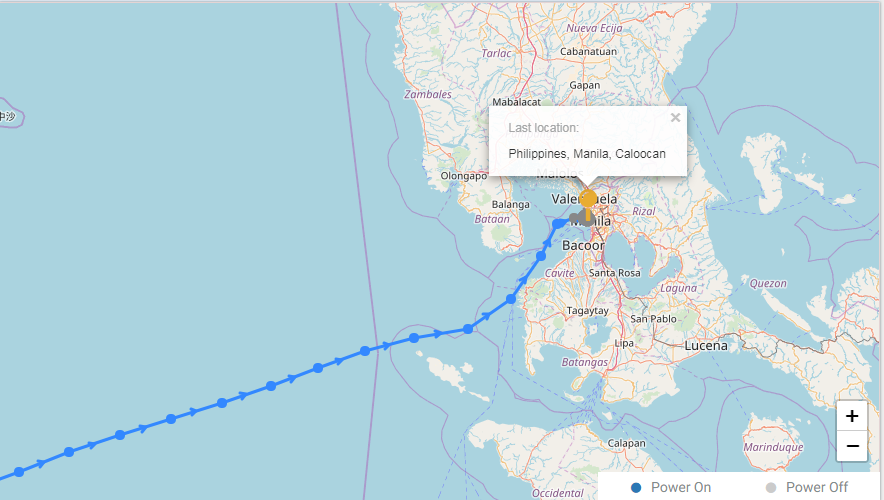 Nueva Ecija
Tarlac
Cabanatuan
Gapan
Zambales
Mabalacat
中沙
Last location:
×
Philippines, Manila, Caloocan
Olongapo
Balanga
Bataan
Rizal
Manila
Bacoor
Cavite
Santa Rosa
Laguna
Quezon
Tagaytay
San Pablo
Lipa
Lucena
Batangas
+
−
Calapan
Marinduque
Occidental
Power On
Power Off